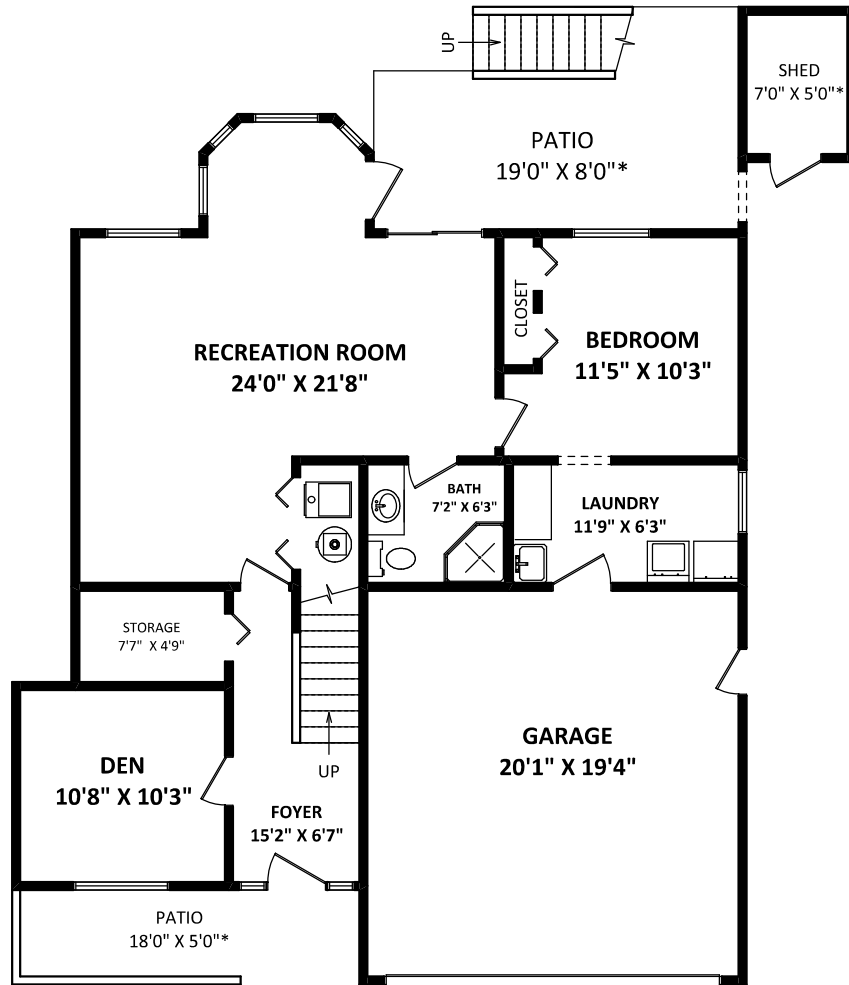 UP
SHED
7'0" X 5'0"*
PATIO
19'0" X 8'0"*
CLOSET
BEDROOM
11'5" X 10'3"
RECREATION ROOM
24'0" X 21'8"
BATH
7'2" X 6'3"
LAUNDRY
11'9" X 6'3"
STORAGE
7'7" X 4'9"
GARAGE
20'1" X 19'4"
DEN
10'8" X 10'3"
UP
FOYER
15'2" X 6'7"
PATIO
18'0" X 5'0"*